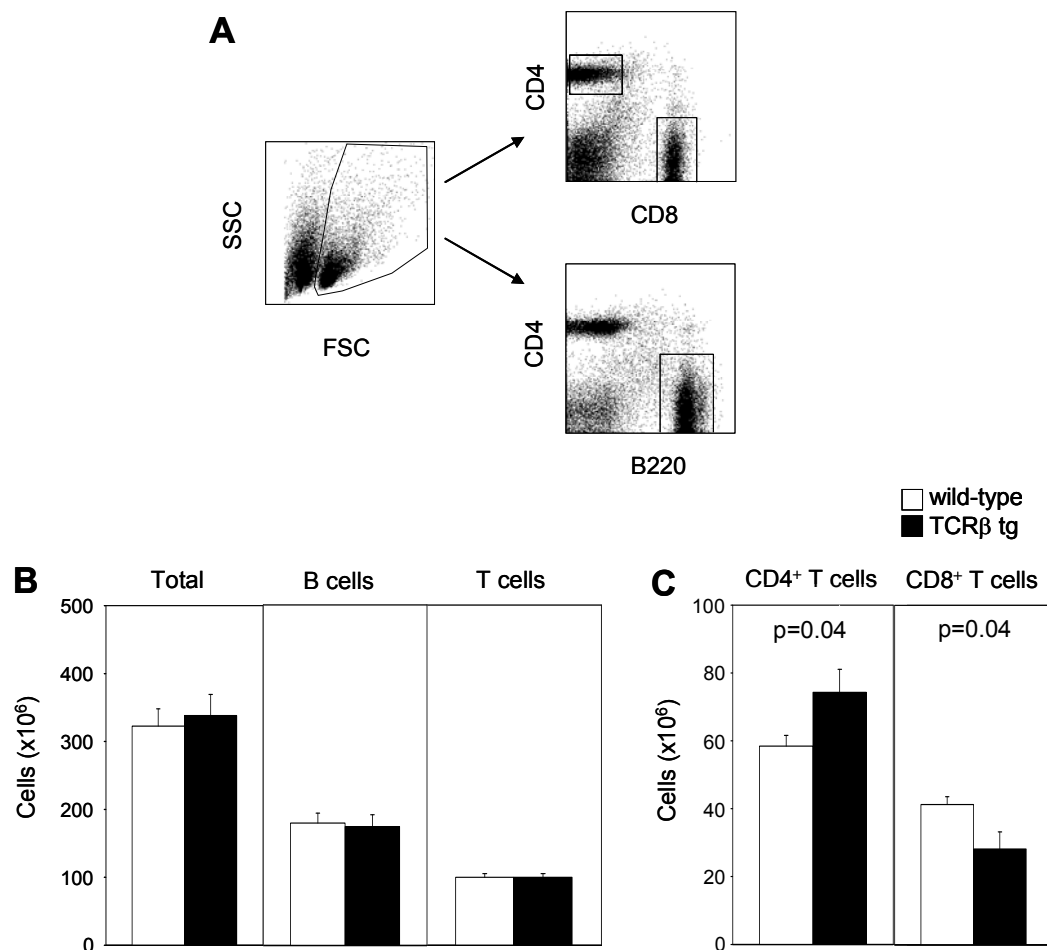 A
CD4
CD8
SSC
FSC
CD4
B220
wild-type
TCRβ tg
B
Total
B cells
T cells
Cells (x10⁶)
500
400
300
200
100
0
C
CD4⁺ T cells
CD8⁺ T cells
p=0.04
p=0.04
Cells (x10⁶)
100
80
60
40
20
0